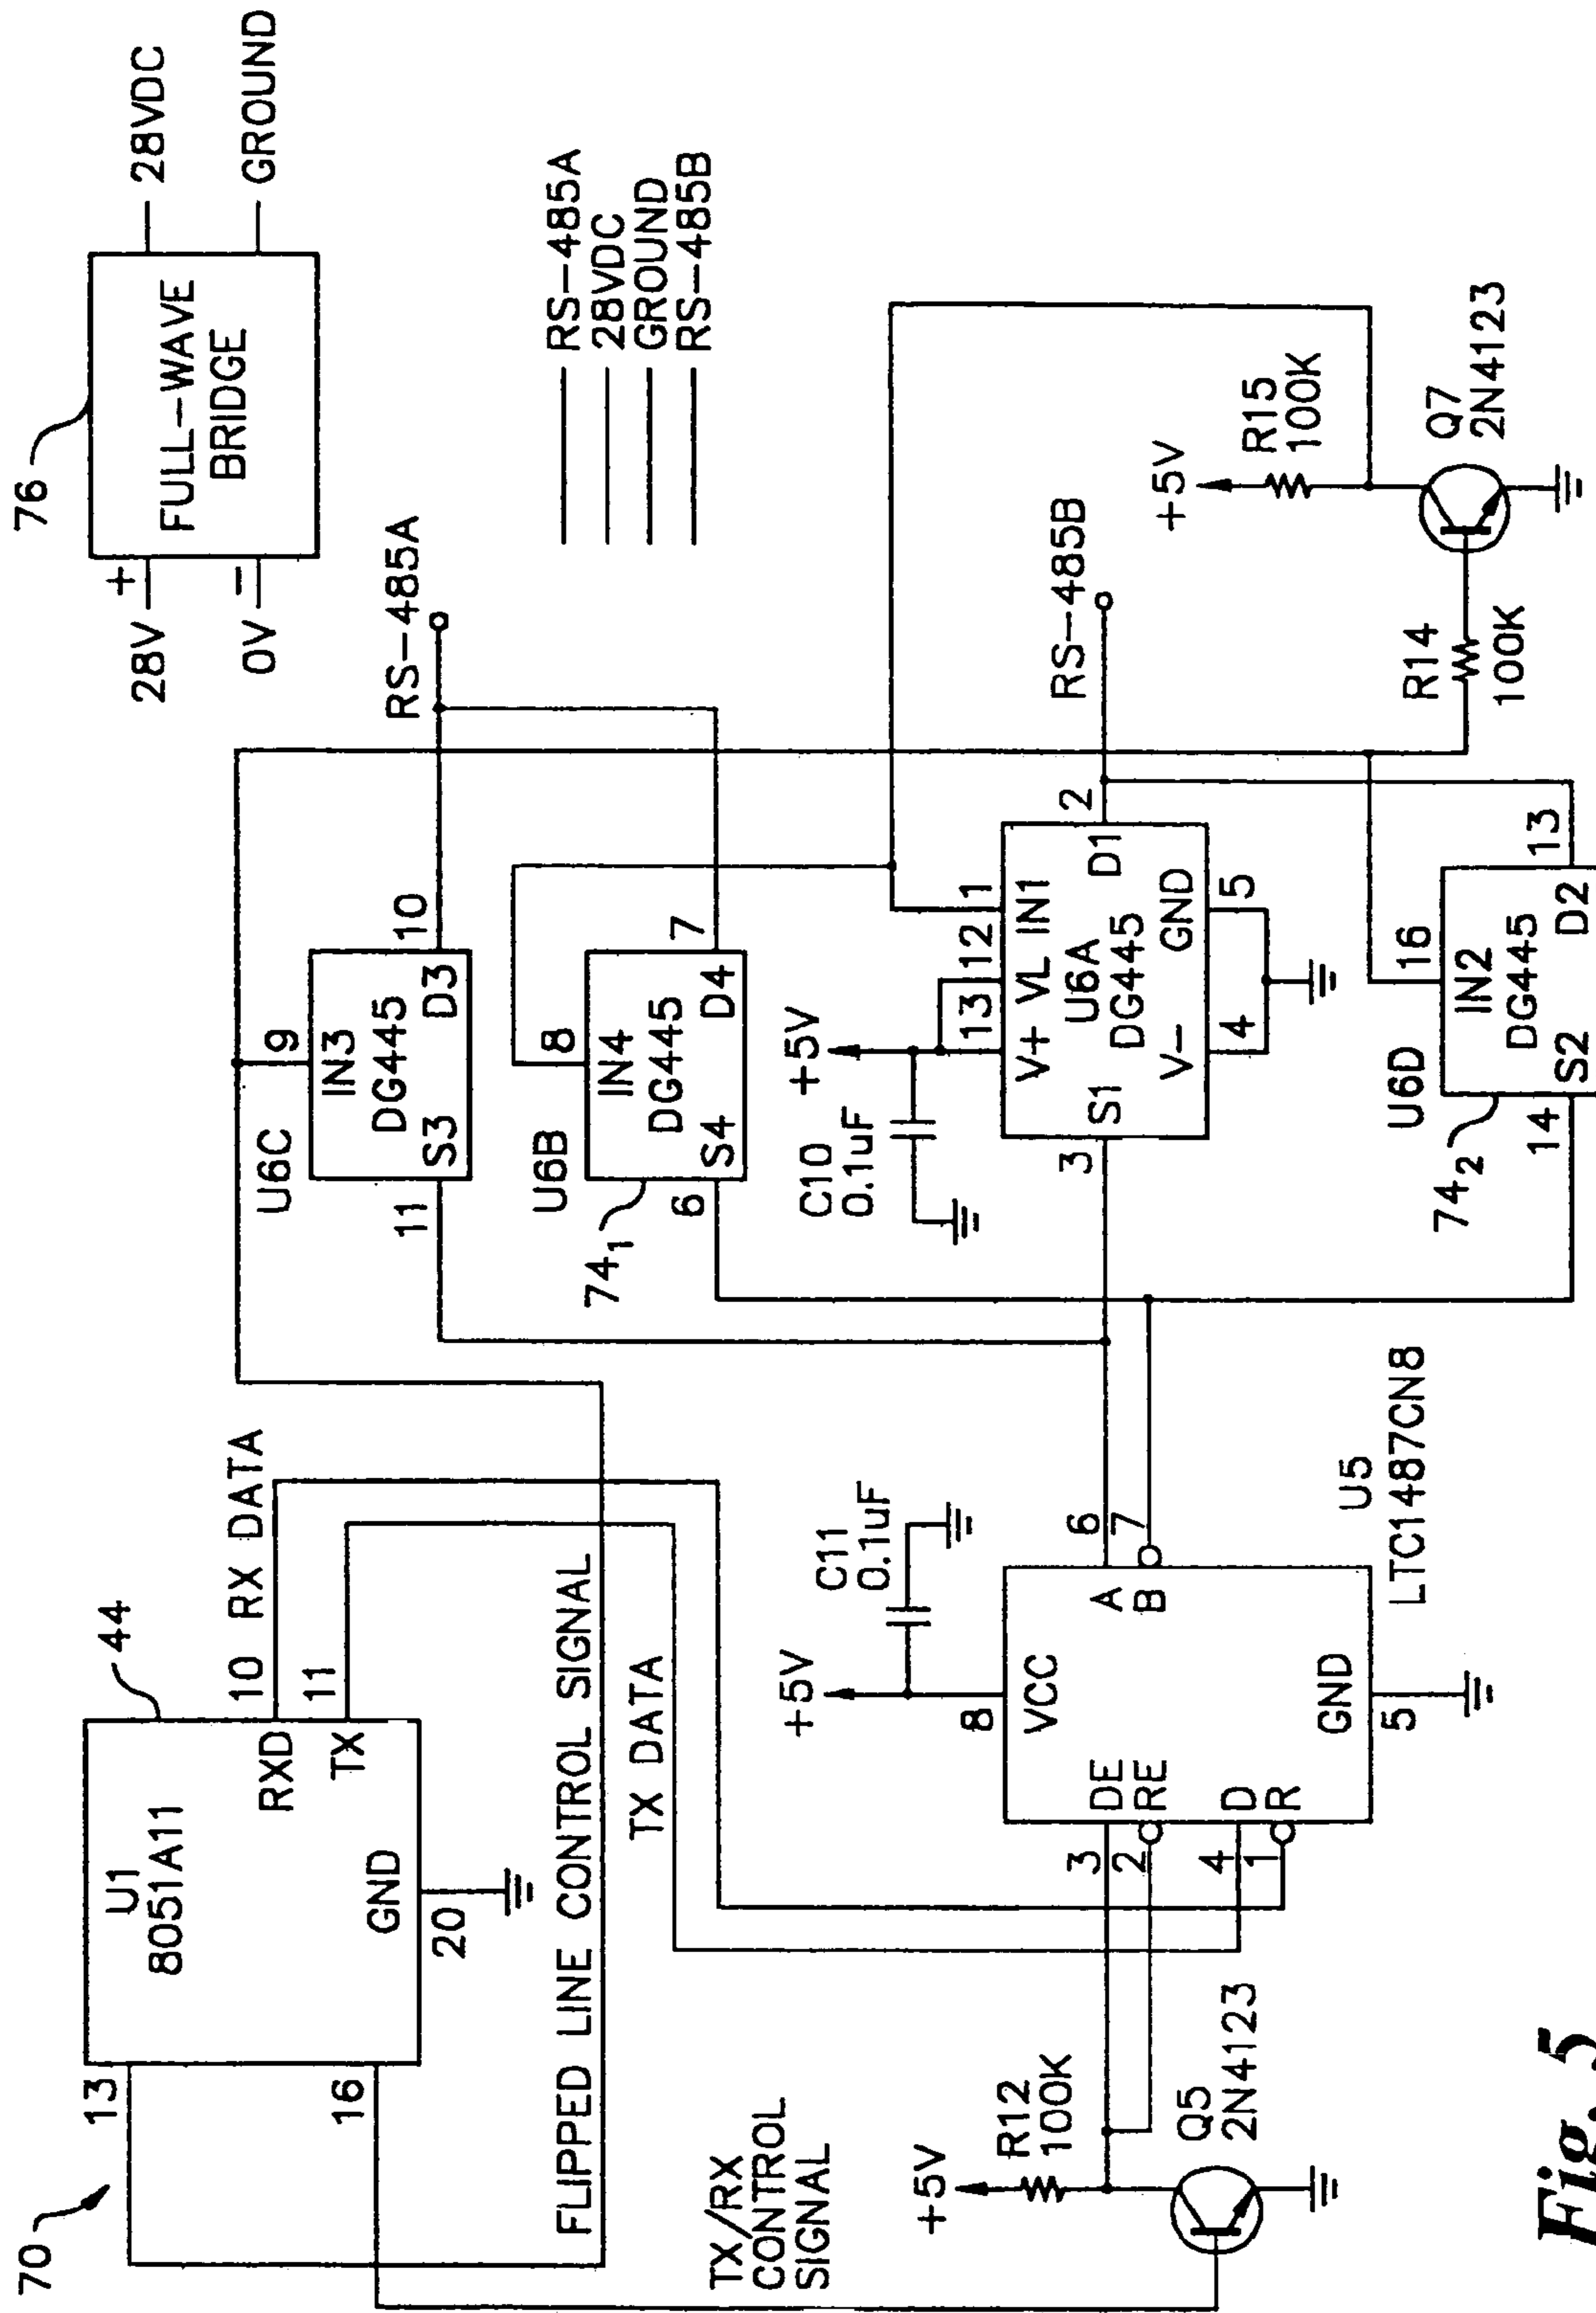 70
13
U1
8051A11
44
RXD
10 RX DATA
TX
11
16
GND
20
FLIPPED LINE CONTROL SIGNAL
TX DATA
TX/RX
CONTROL
SIGNAL
+5V
R12
100K
Q5
2N4123
+5V
C11
0.1uF
8
VCC
3
DE
2
RE
4
D
1
R
A
6
B
7
GND
5
U5
LTC1487CN8
U6C
9
IN3
DG445
S3
D3
11
10
RS-485A
U6B
8
IN4
DG445
S4
D4
6
7
74₁
+5V
C10
0.1uF
13
12
1
V+
VL
IN1
U6A
DG445
3
S1
D1
2
V-
GND
4
5
RS-485B
U6D
16
IN2
DG445
S2
D2
14
13
74₂
76
FULL-WAVE
BRIDGE
28V
+
0V
-
28VDC
GROUND
RS-485A
28VDC
GROUND
RS-485B
+5V
R15
100K
R14
100K
Q7
2N4123
Fig. 5